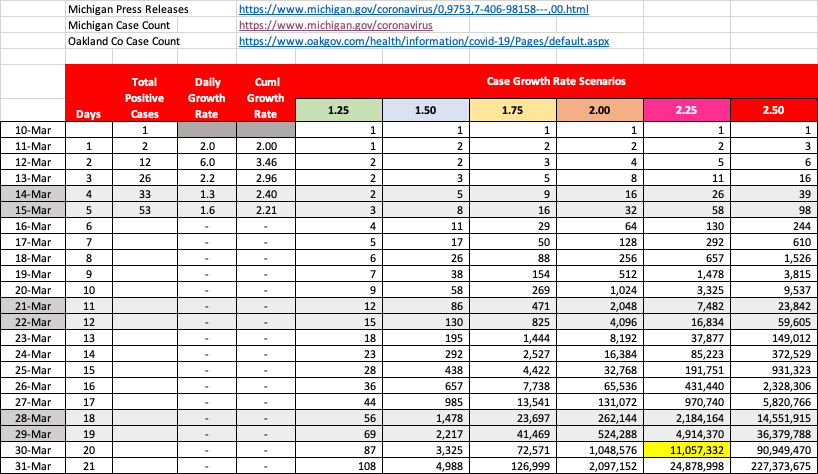 Michigan Press Releases https://www.michigan.gov/coronavirus/0,9753,7-406-98158---,00.html
Michigan Case Count https://www.michigan.gov/coronavirus
Oakland Co Case Count https://www.oakgov.com/health/information/covid-19/Pages/default.aspx
Days Total Positive Cases Daily Growth Rate Cuml Growth Rate Case Growth Rate Scenarios
1.25 1.50 1.75 2.00 2.25 2.50
10-Mar 1 1 1 1 1 1 1
11-Mar 1 2 2.0 2.00 1 2 2 2 2 3
12-Mar 2 12 6.0 3.46 2 2 3 4 5 6
13-Mar 3 26 2.2 2.96 2 3 5 8 11 16
14-Mar 4 33 1.3 2.40 2 5 9 16 26 39
15-Mar 5 53 1.6 2.21 3 8 16 32 58 98
16-Mar 6 - - 4 11 29 64 130 244
17-Mar 7 - - 5 17 50 128 292 610
18-Mar 8 - - 6 26 88 256 657 1,526
19-Mar 9 - - 7 38 154 512 1,478 3,815
20-Mar 10 - - 9 58 269 1,024 3,325 9,537
21-Mar 11 - - 12 86 471 2,048 7,482 23,842
22-Mar 12 - - 15 130 825 4,096 16,834 59,605
23-Mar 13 - - 18 195 1,444 8,192 37,877 149,012
24-Mar 14 - - 23 292 2,527 16,384 85,223 372,529
25-Mar 15 - - 28 438 4,422 32,768 191,751 931,323
26-Mar 16 - - 36 657 7,738 65,536 431,440 2,328,306
27-Mar 17 - - 44 985 13,541 131,072 970,740 5,820,766
28-Mar 18 - - 56 1,478 23,697 262,144 2,184,164 14,551,915
29-Mar 19 - - 69 2,217 41,469 524,288 4,914,370 36,379,788
30-Mar 20 - - 87 3,325 72,571 1,048,576 11,057,332 90,949,470
31-Mar 21 - - 108 4,988 126,999 2,097,152 24,878,998 227,373,675